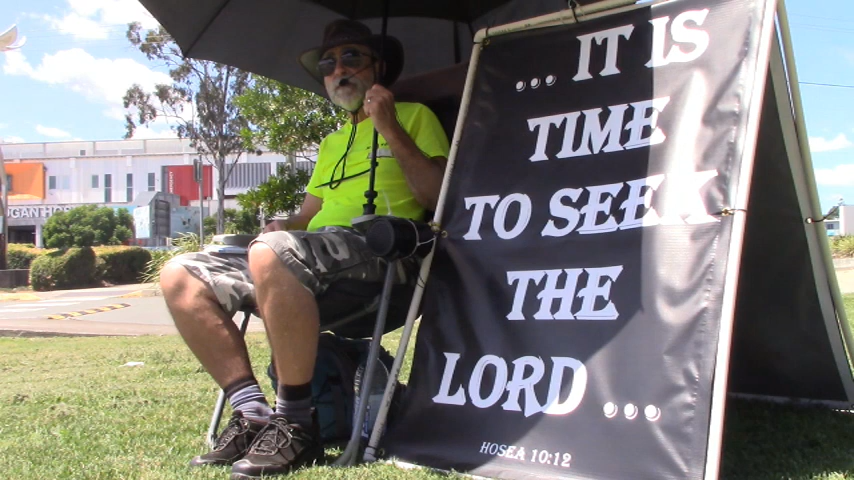 ... IT IS
TIME
TO SEEK
THE
LORD ...
HOSEA 10:12